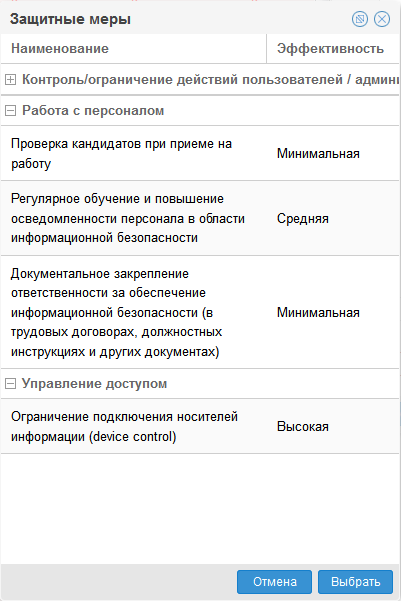 Защитные меры
Наименование Эффективность
Контроль/ограничение действий пользователей / админи
Работа с персоналом
Проверка кандидатов при приеме на
работу
Минимальная
Регулярное обучение и повышение
осведомленности персонала в области
информационной безопасности
Средняя
Документальное закрепление
ответственности за обеспечение
информационной безопасности (в
трудовых договорах, должностных
инструкциях и других документах)
Минимальная
Управление доступом
Ограничение подключения носителей
информации (device control)
Высокая
Отмена Выбрать